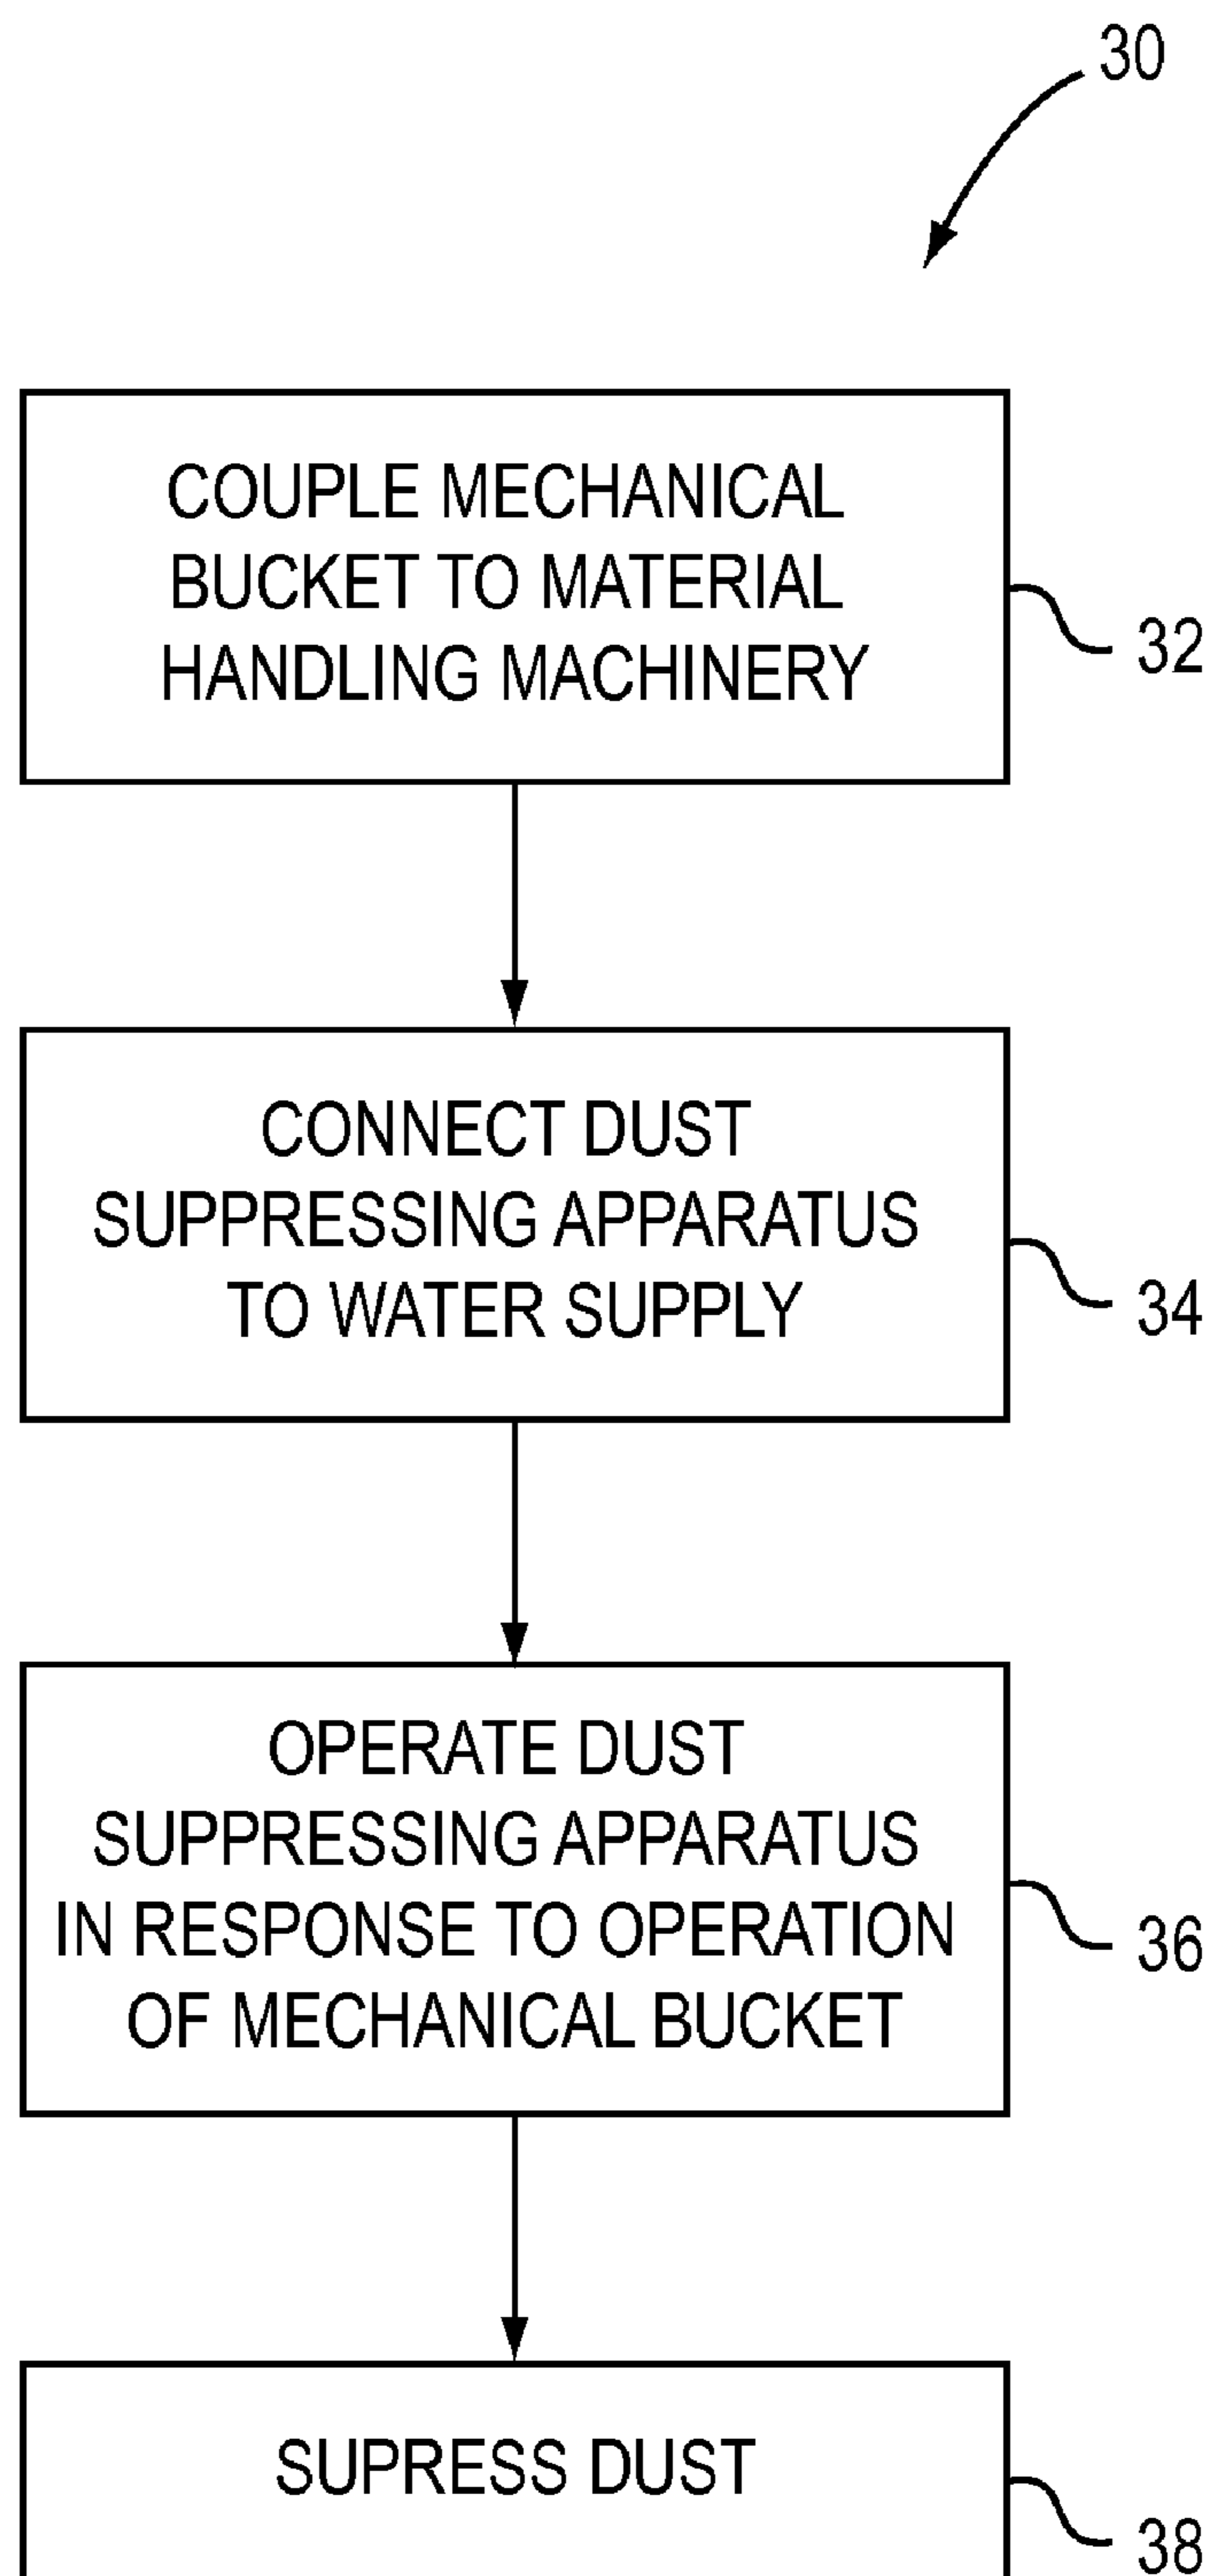 30
COUPLE MECHANICAL
BUCKET TO MATERIAL
HANDLING MACHINERY
32
CONNECT DUST
SUPPRESSING APPARATUS
TO WATER SUPPLY
34
OPERATE DUST
SUPPRESSING APPARATUS
IN RESPONSE TO OPERATION
OF MECHANICAL BUCKET
36
SUPRESS DUST
38